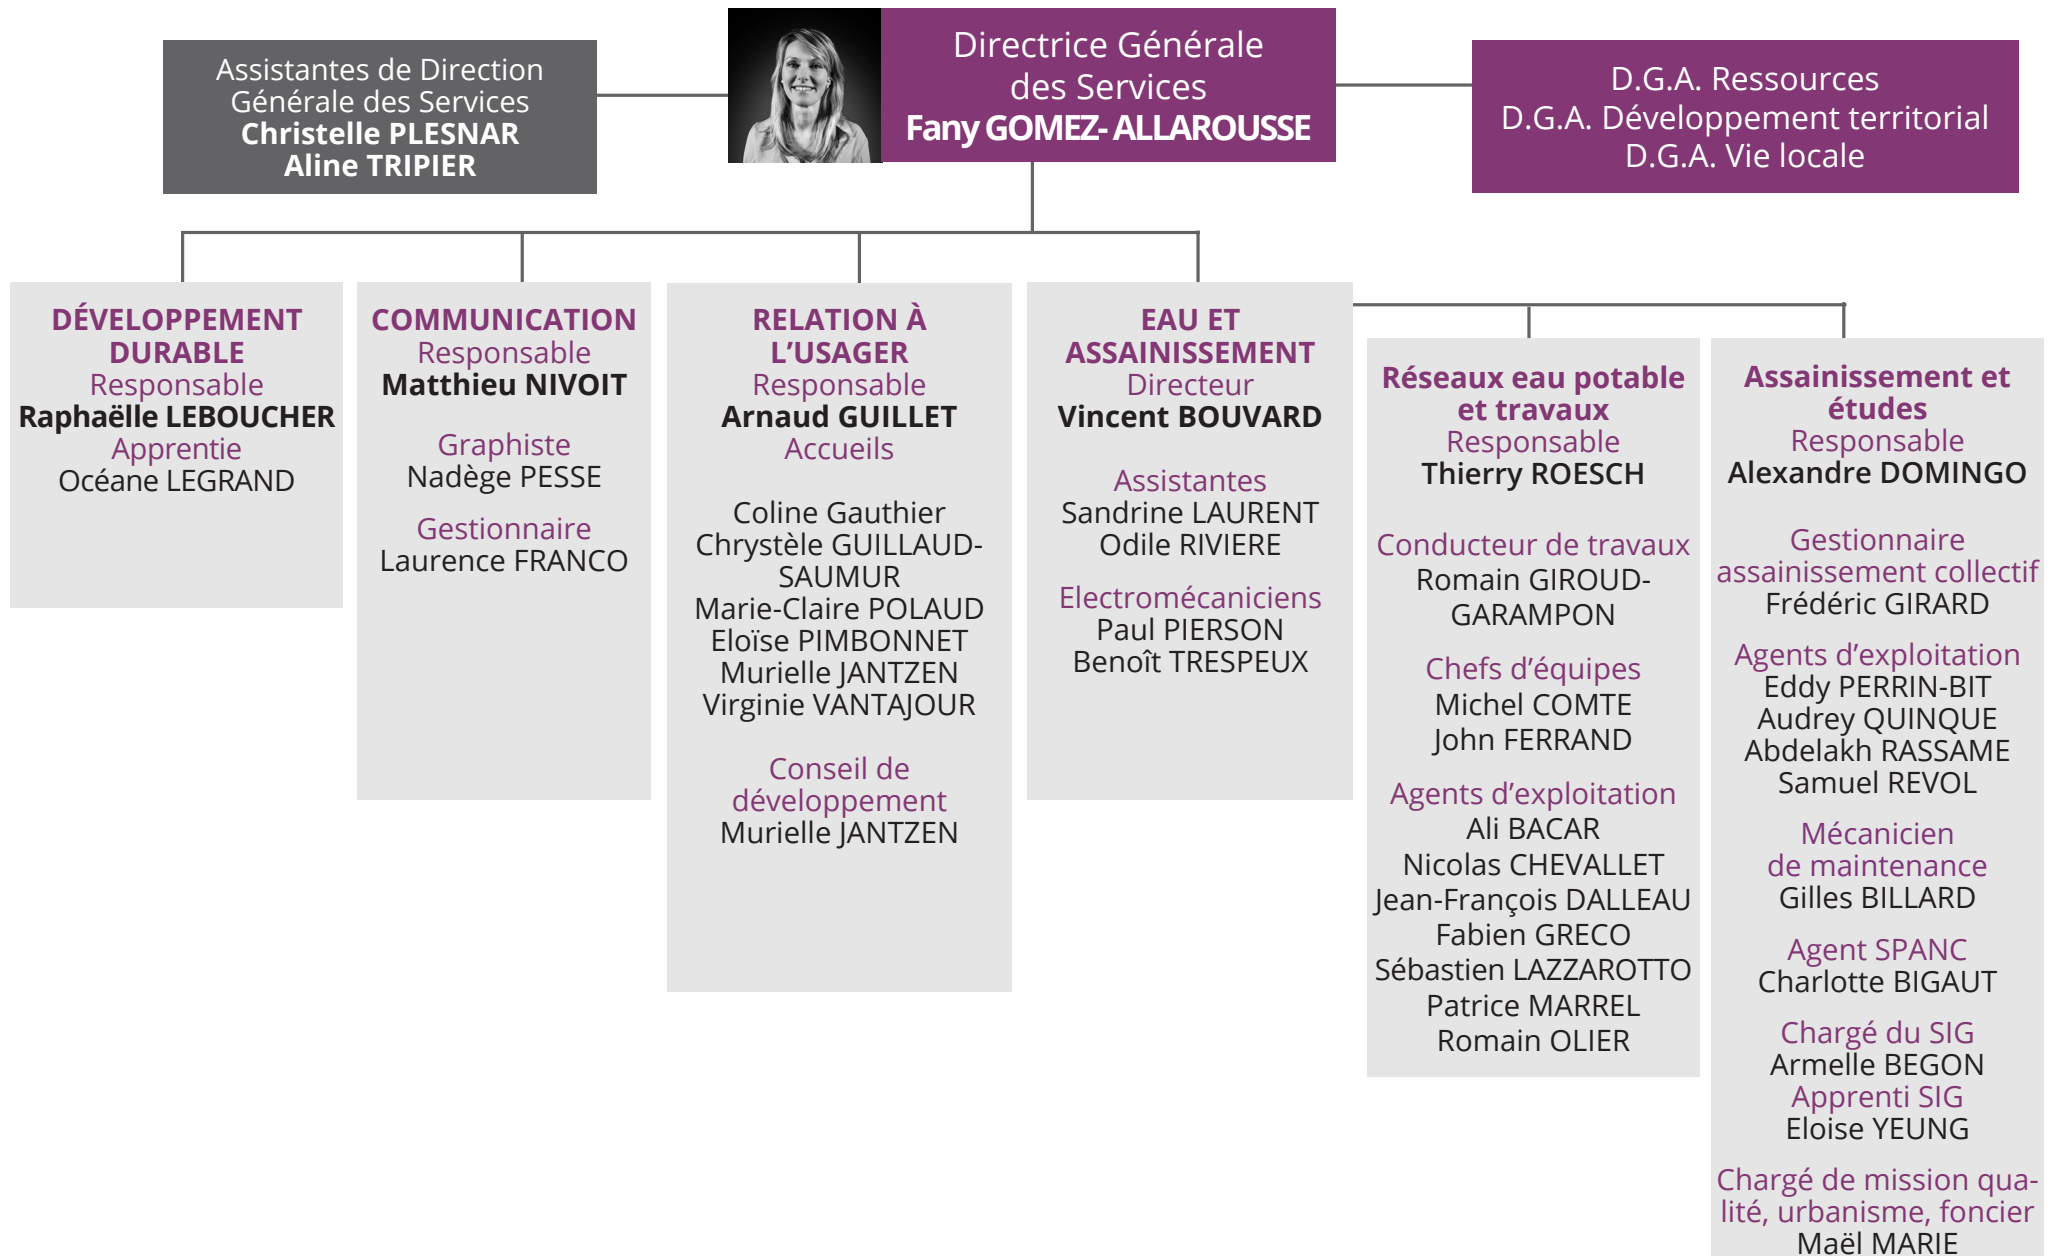 Assistantes de Direction
Générale des Services
Christelle PLESNAR
Aline TRIPIER
Directrice Générale
des Services
Fany GOMEZ- ALLAROUSSE
D.G.A. Ressources
D.G.A. Développement territorial
D.G.A. Vie locale
DÉVELOPPEMENT
DURABLE
Responsable
Raphaëlle LEBOUCHER
Apprentie
Océane LEGRAND
COMMUNICATION
Responsable
Matthieu NIVOIT
Graphiste
Nadège PESSE
Gestionnaire
Laurence FRANCO
RELATION À
L’USAGER
Responsable
Arnaud GUILLET
Accueils
Coline Gauthier
Chrystèle GUILLAUD-
SAUMUR
Marie-Claire POLAUD
Eloïse PIMBONNET
Murielle JANTZEN
Virginie VANTAJOUR
Conseil de
développement
Murielle JANTZEN
EAU ET
ASSAINISSEMENT
Directeur
Vincent BOUVARD
Assistantes
Sandrine LAURENT
Odile RIVIERE
Electromécaniciens
Paul PIERSON
Benoît TRESPEUX
Réseaux eau potable
et travaux
Responsable
Thierry ROESCH
Conducteur de travaux
Romain GIROUD-
GARAMPON
Chefs d’équipes
Michel COMTE
John FERRAND
Agents d’exploitation
Ali BACAR
Nicolas CHEVALLET
Jean-François DALLEAU
Fabien GRECO
Sébastien LAZZAROTTO
Patrice MARREL
Romain OLIER
Assainissement et
études
Responsable
Alexandre DOMINGO
Gestionnaire
assainissement collectif
Frédéric GIRARD
Agents d’exploitation
Eddy PERRIN-BIT
Audrey QUINQUE
Abdelakh RASSAME
Samuel REVOL
Mécanicien
de maintenance
Gilles BILLARD
Agent SPANC
Charlotte BIGAUT
Chargé du SIG
Armelle BEGON
Apprenti SIG
Eloise YEUNG
Chargé de mission qua-
lité, urbanisme, foncier
Maël MARIE